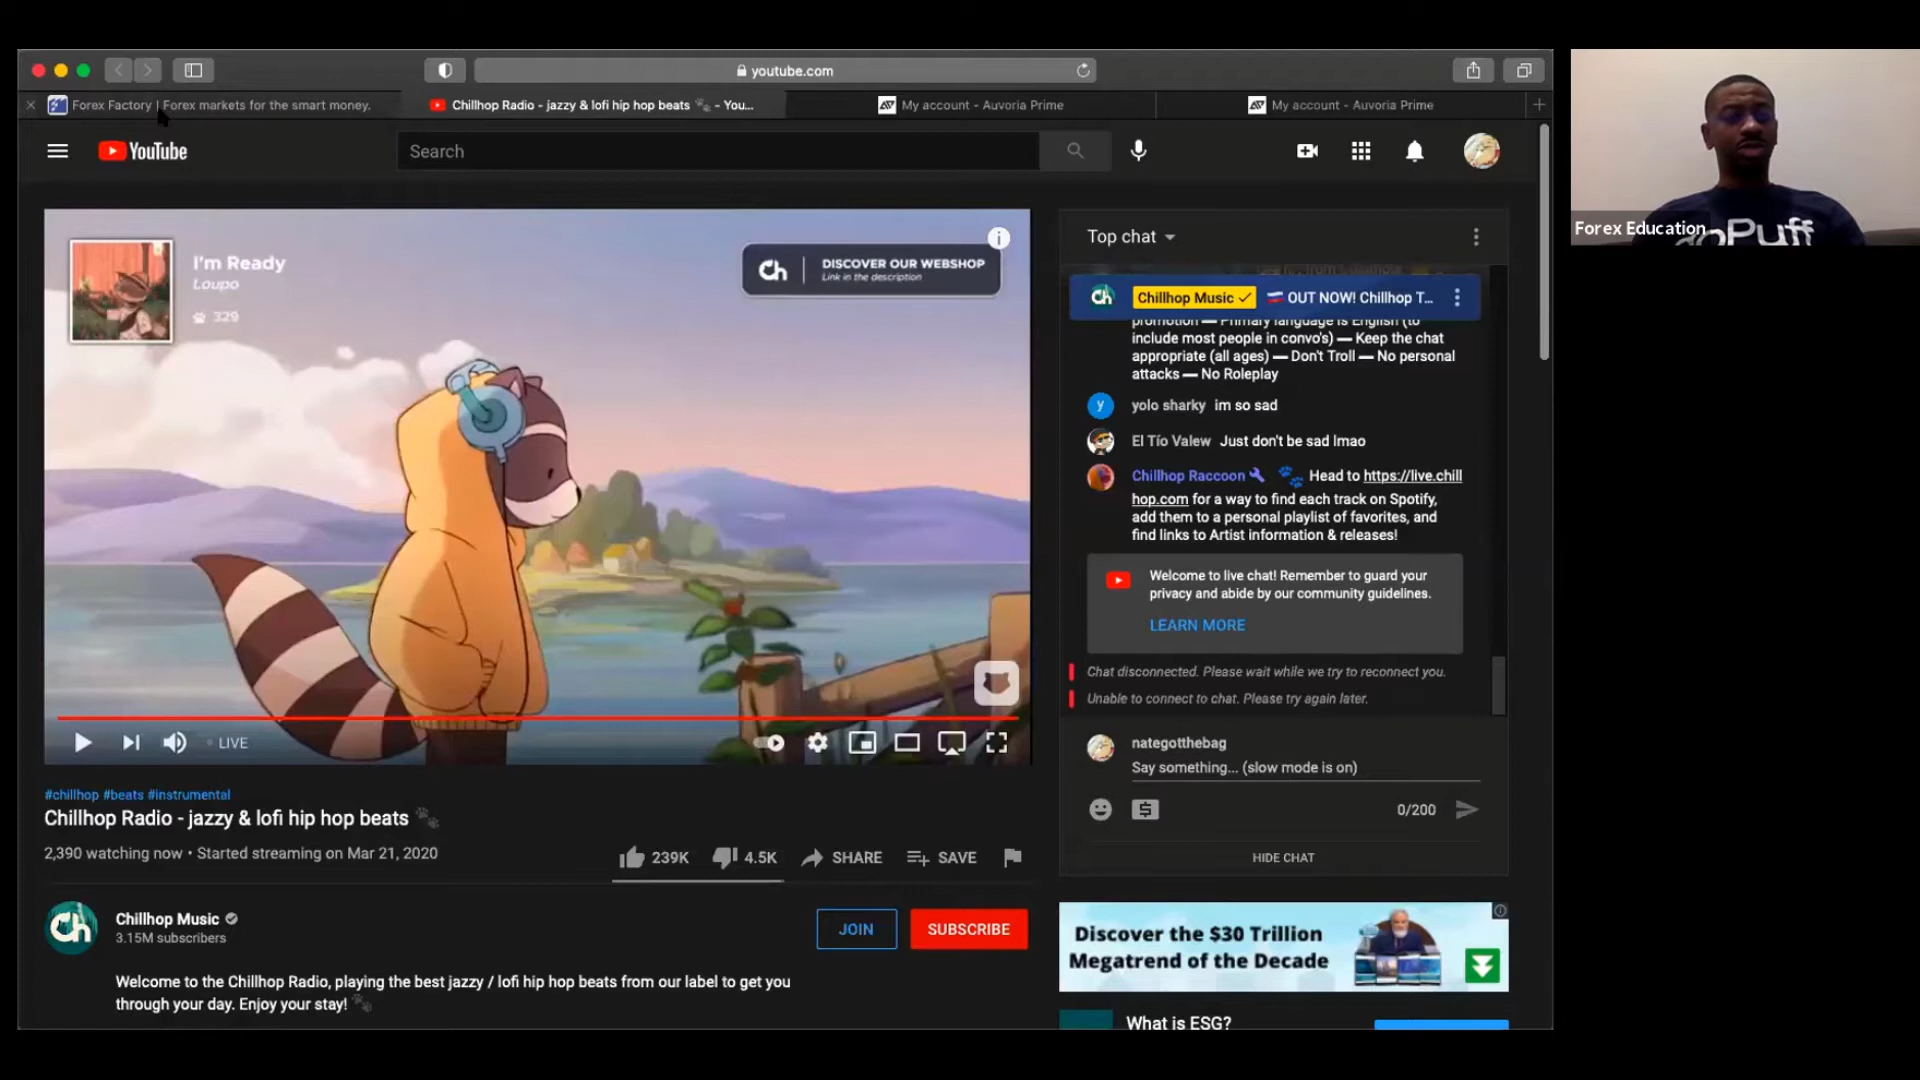 youtube.com
Forex Factory | Forex markets for the smart money.
Chillhop Radio - jazzy & lofi hip hop beats 🐾 - You...
My account - Auvoria Prime
My account - Auvoria Prime
YouTube
Search
I'm Ready
Loupo
329
Ch
DISCOVER OUR WEBSHOP
Link in the description
LIVE
#chillhop #beats #instrumental
Chillhop Radio - jazzy & lofi hip hop beats 🐾
2,390 watching now • Started streaming on Mar 21, 2020
239K
4.5K
SHARE
SAVE
Ch
Chillhop Music
3.15M subscribers
JOIN
SUBSCRIBE
Welcome to the Chillhop Radio, playing the best jazzy / lofi hip hop beats from our label to get you
through your day. Enjoy your stay! 🐾
Top chat
Ch
Chillhop Music ✓
OUT NOW! Chillhop T...
promotion — Primary language is English (to
include most people in convo's) — Keep the chat
appropriate (all ages) — Don't Troll — No personal
attacks — No Roleplay
y
yolo sharky im so sad
El Tío Valew Just don't be sad lmao
Chillhop Raccoon 🔧 🐾 Head to https://live.chill
hop.com for a way to find each track on Spotify,
add them to a personal playlist of favorites, and
find links to Artist information & releases!
Welcome to live chat! Remember to guard your
privacy and abide by our community guidelines.
LEARN MORE
Chat disconnected. Please wait while we try to reconnect you.
Unable to connect to chat. Please try again later.
nategotthebag
Say something... (slow mode is on)
0/200
HIDE CHAT
Discover the $30 Trillion
Megatrend of the Decade
What is ESG?
Forex Education
oPuff